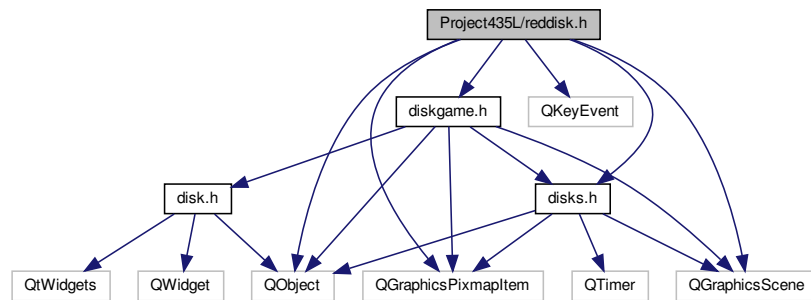 Project435L/reddisk.h
diskgame.h
QKeyEvent
disk.h
disks.h
QtWidgets
QWidget
QObject
QGraphicsPixmapItem
QTimer
QGraphicsScene